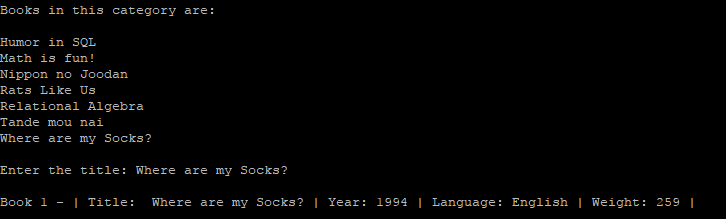 Books in this category are:
Humor in SQL
Math is fun!
Nippon no Joodan
Rats Like Us
Relational Algebra
Tande mou nai
Where are my Socks?
Enter the title: Where are my Socks?
Book 1 - | Title:  Where are my Socks? | Year: 1994 | Language: English | Weight: 259 |